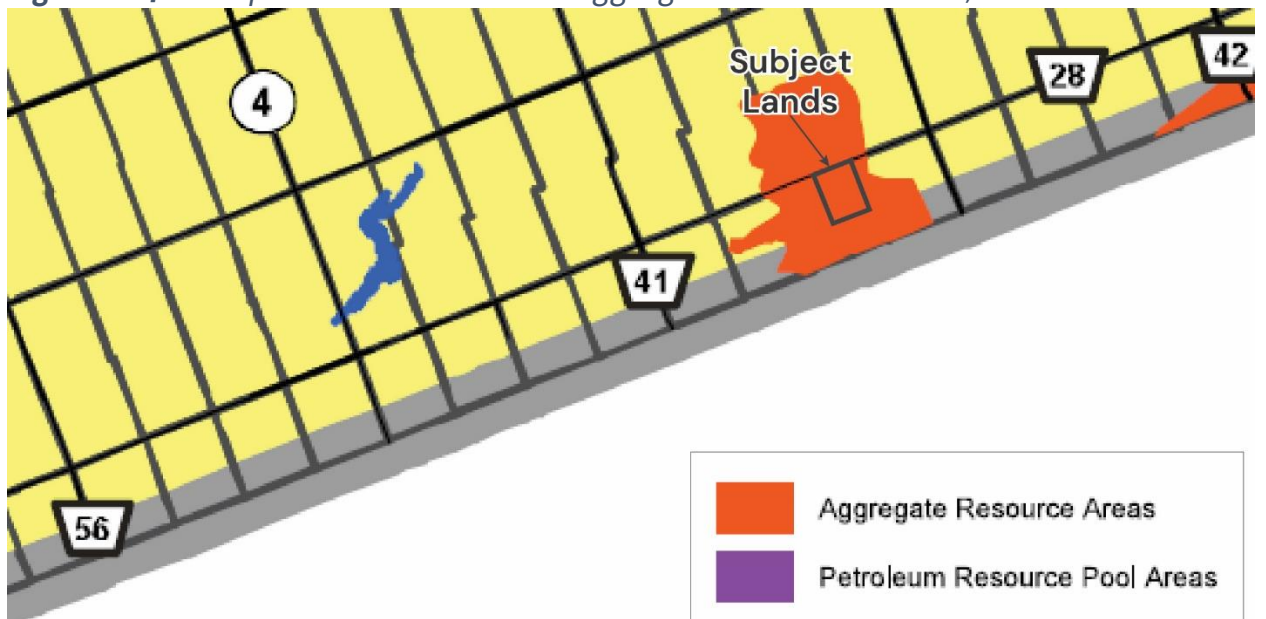 4
Subject
Lands
28
42
41
56
Aggregate Resource Areas
Petroleum Resource Pool Areas